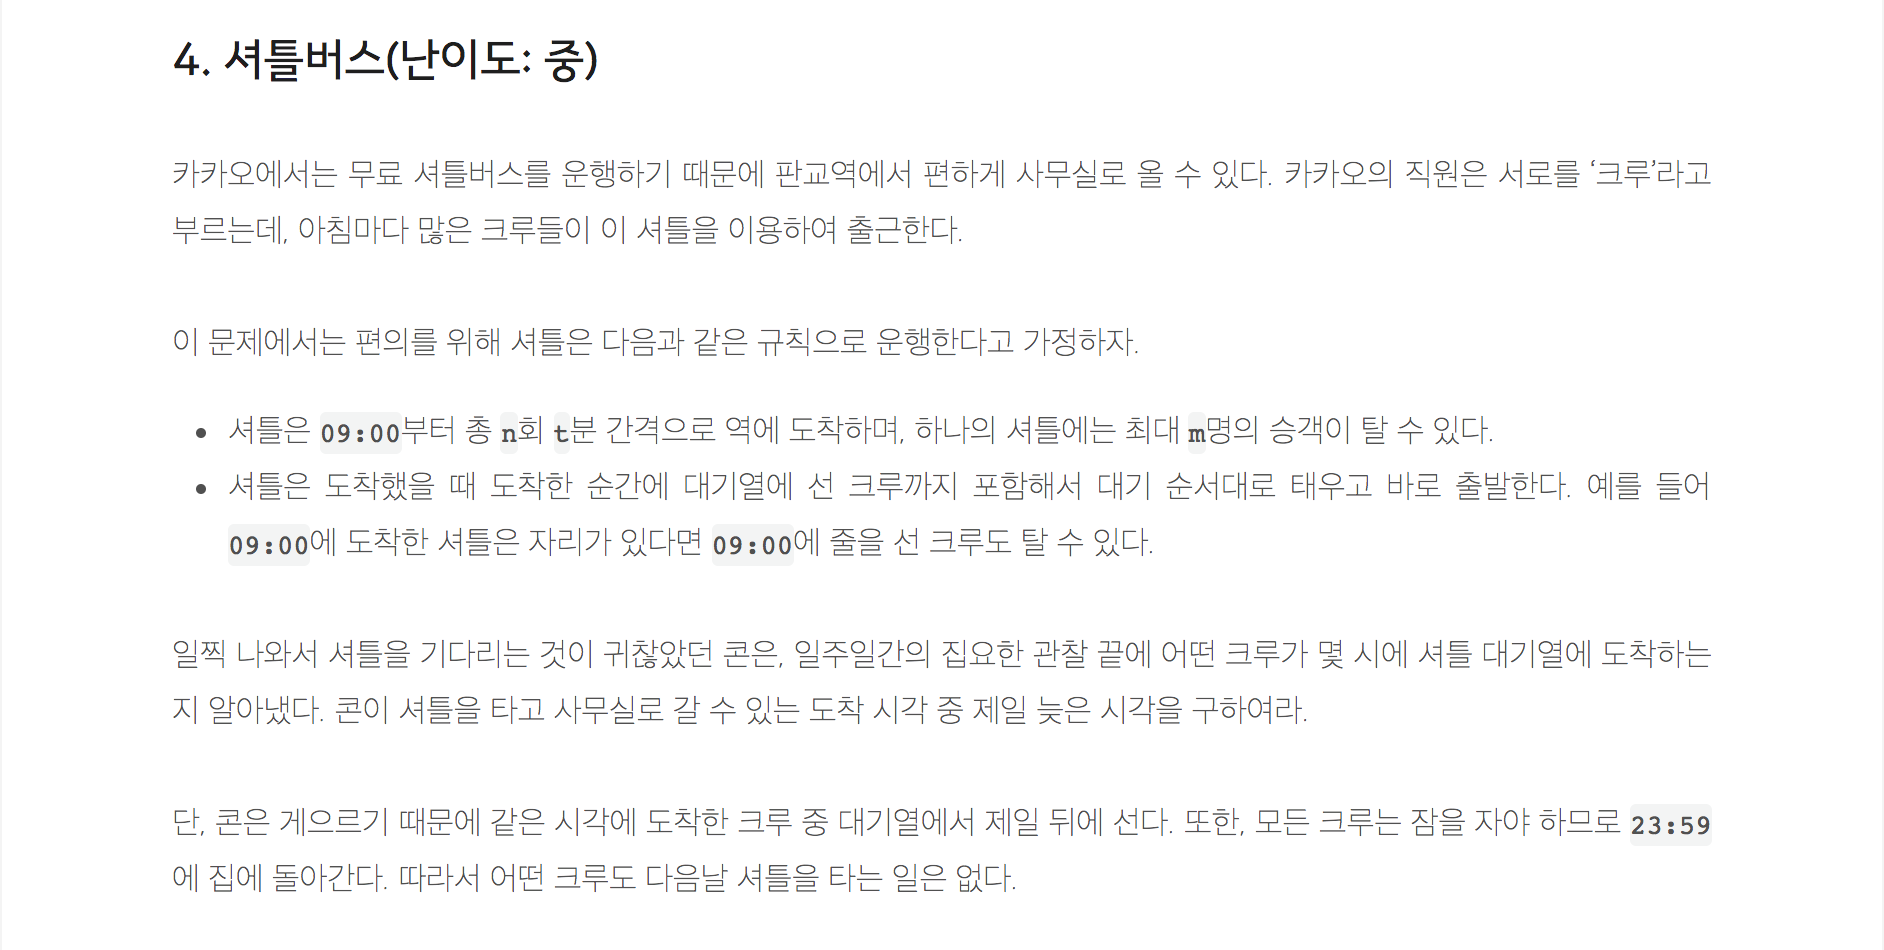 4. 셔틀버스(난이도: 중)
카카오에서는 무료 셔틀버스를 운행하기 때문에 판교역에서 편하게 사무실로 올 수 있다. 카카오의 직원은 서로를 ‘크루’라고
부르는데, 아침마다 많은 크루들이 이 셔틀을 이용하여 출근한다.
이 문제에서는 편의를 위해 셔틀은 다음과 같은 규칙으로 운행한다고 가정하자.
• 셔틀은 09:00부터 총 n회 t분 간격으로 역에 도착하며, 하나의 셔틀에는 최대 m명의 승객이 탈 수 있다.
• 셔틀은 도착했을 때 도착한 순간에 대기열에 선 크루까지 포함해서 대기 순서대로 태우고 바로 출발한다. 예를 들어
09:00에 도착한 셔틀은 자리가 있다면 09:00에 줄을 선 크루도 탈 수 있다.
일찍 나와서 셔틀을 기다리는 것이 귀찮았던 콘은, 일주일간의 집요한 관찰 끝에 어떤 크루가 몇 시에 셔틀 대기열에 도착하는
지 알아냈다. 콘이 셔틀을 타고 사무실로 갈 수 있는 도착 시각 중 제일 늦은 시각을 구하여라.
단, 콘은 게으르기 때문에 같은 시각에 도착한 크루 중 대기열에서 제일 뒤에 선다. 또한, 모든 크루는 잠을 자야 하므로 23:59
에 집에 돌아간다. 따라서 어떤 크루도 다음날 셔틀을 타는 일은 없다.